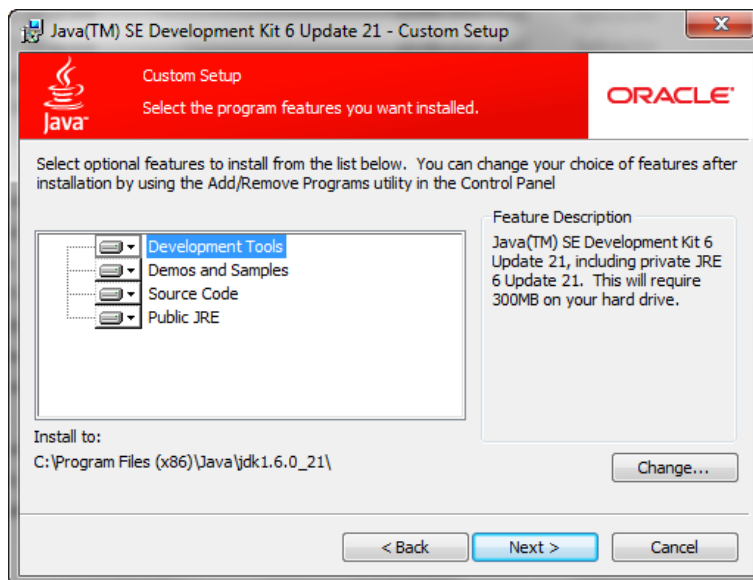 Java(TM) SE Development Kit 6 Update 21 - Custom Setup
Custom Setup
Select the program features you want installed.
Java™
ORACLE®
Select optional features to install from the list below.  You can change your choice of features after
installation by using the Add/Remove Programs utility in the Control Panel
Development Tools
Demos and Samples
Source Code
Public JRE
Feature Description
Java(TM) SE Development Kit 6
Update 21, including private JRE
6 Update 21.  This will require
300MB on your hard drive.
Install to:
C:\Program Files (x86)\Java\jdk1.6.0_21\
Change...
< Back
Next >
Cancel